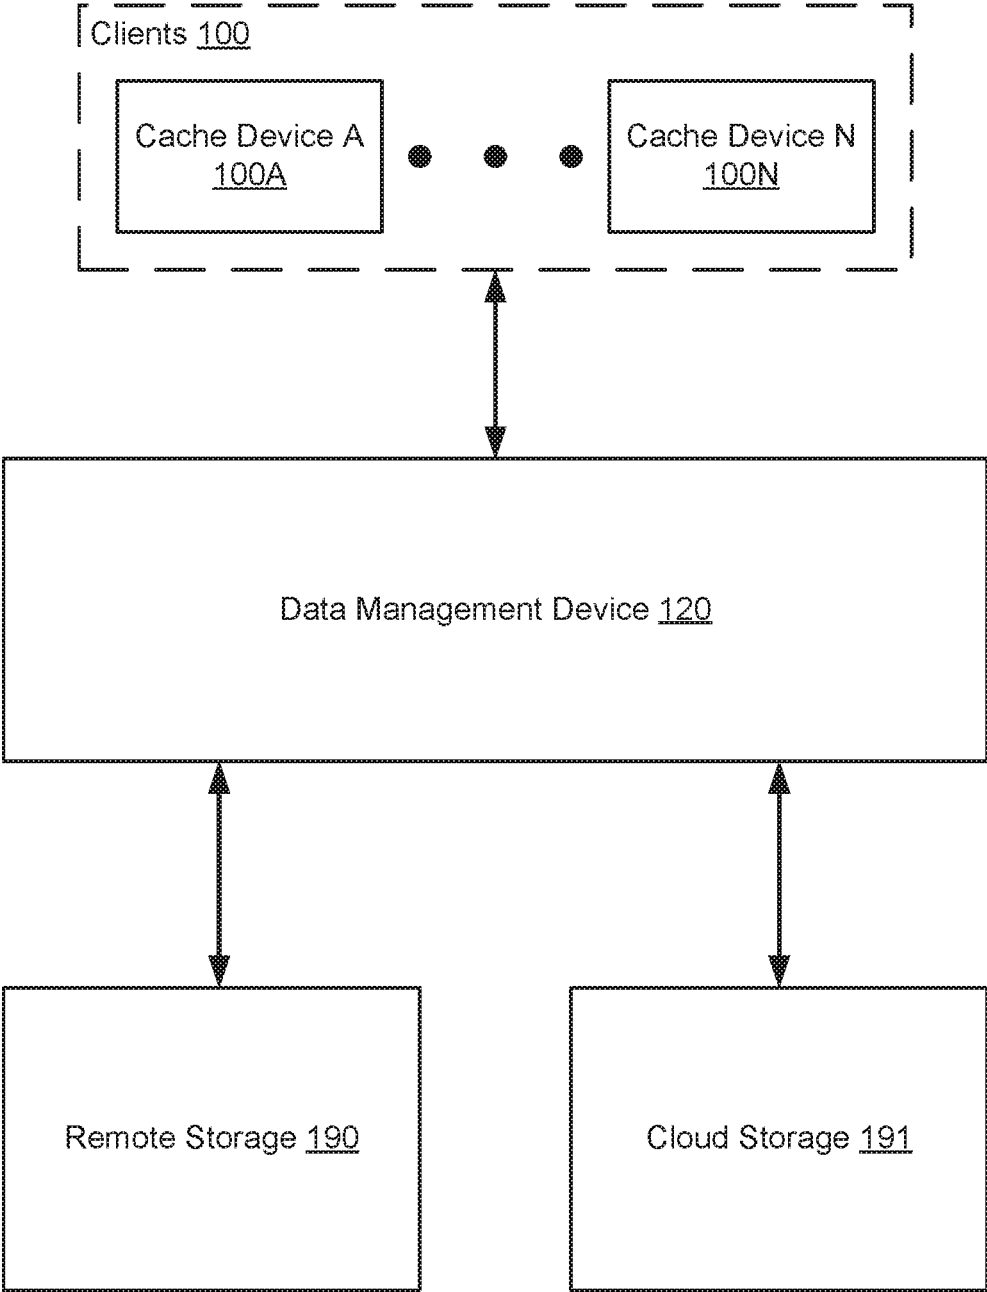 Clients 100
Cache Device A
100A
Cache Device N
100N
Data Management Device 120
Remote Storage 190
Cloud Storage 191